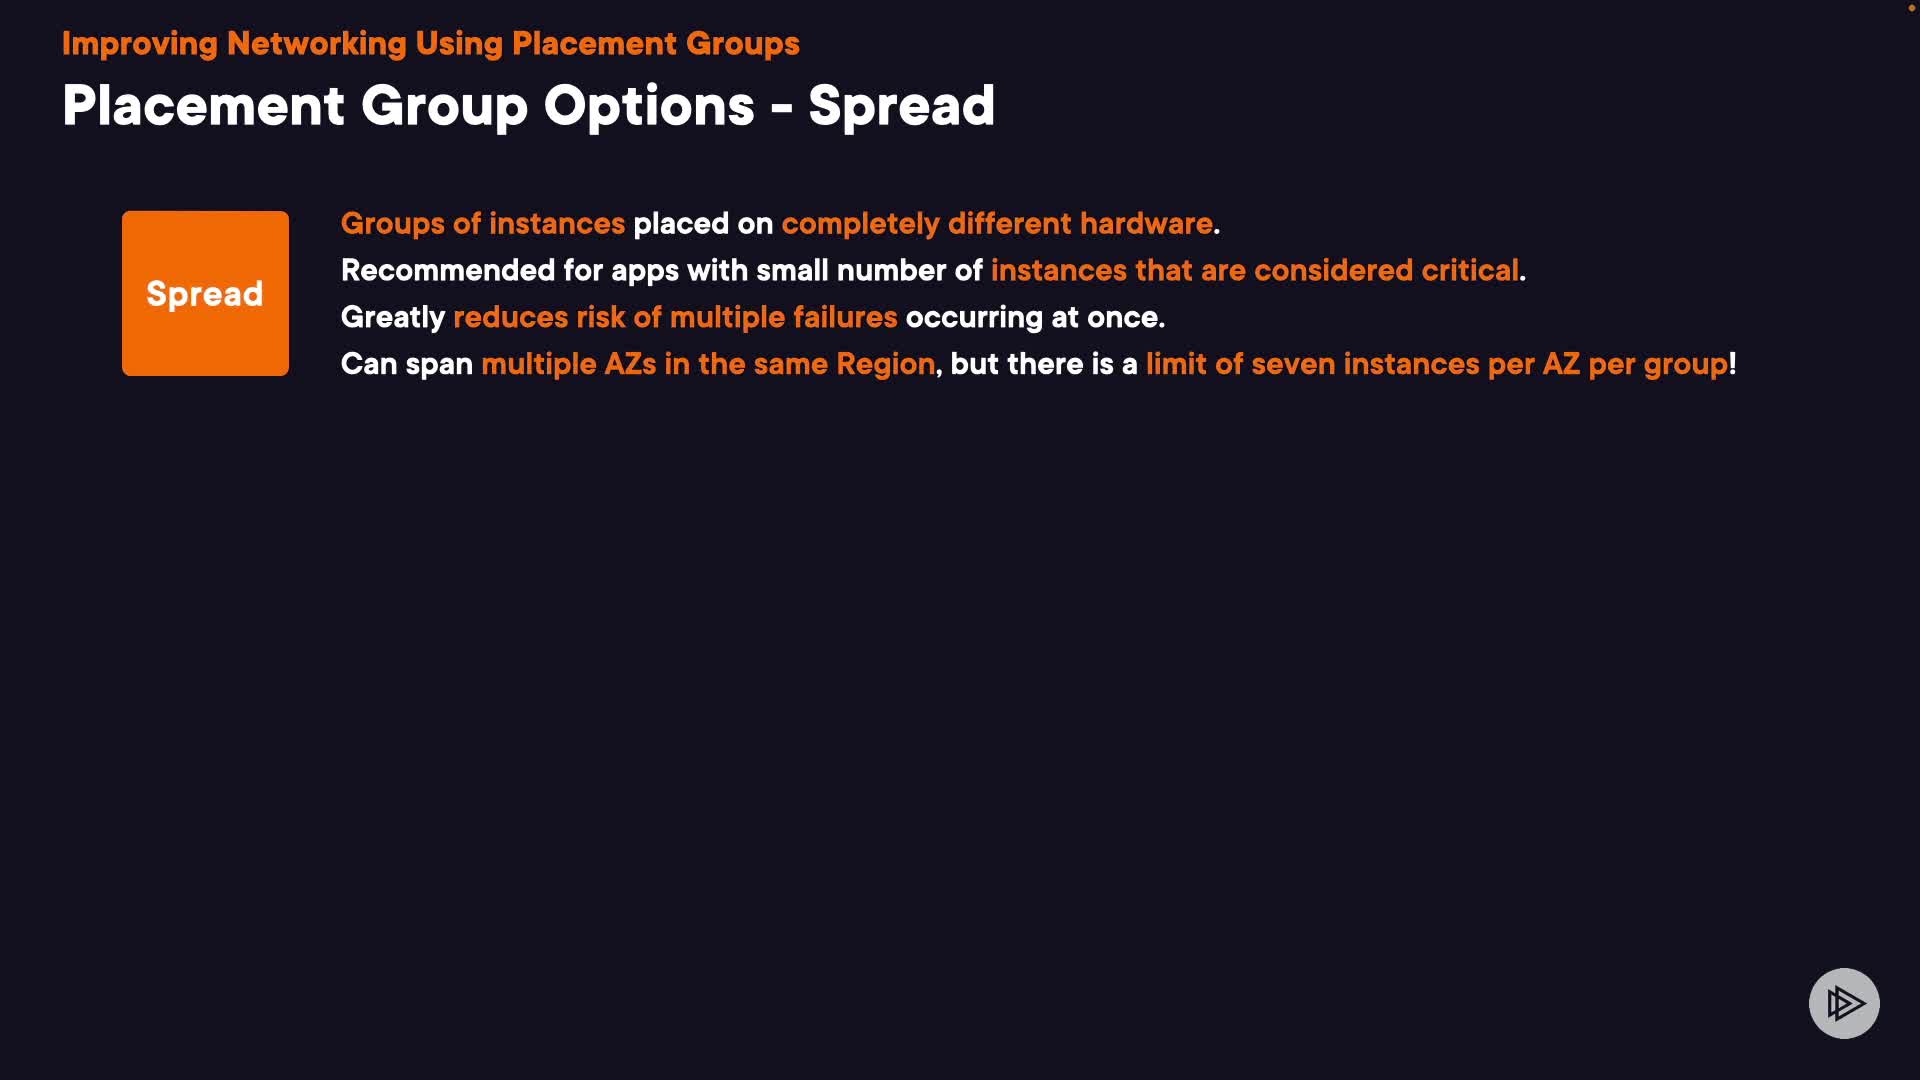 Improving Networking Using Placement Groups
Placement Group Options - Spread
Spread
Groups of instances placed on completely different hardware.
Recommended for apps with small number of instances that are considered critical.
Greatly reduces risk of multiple failures occurring at once.
Can span multiple AZs in the same Region, but there is a limit of seven instances per AZ per group!